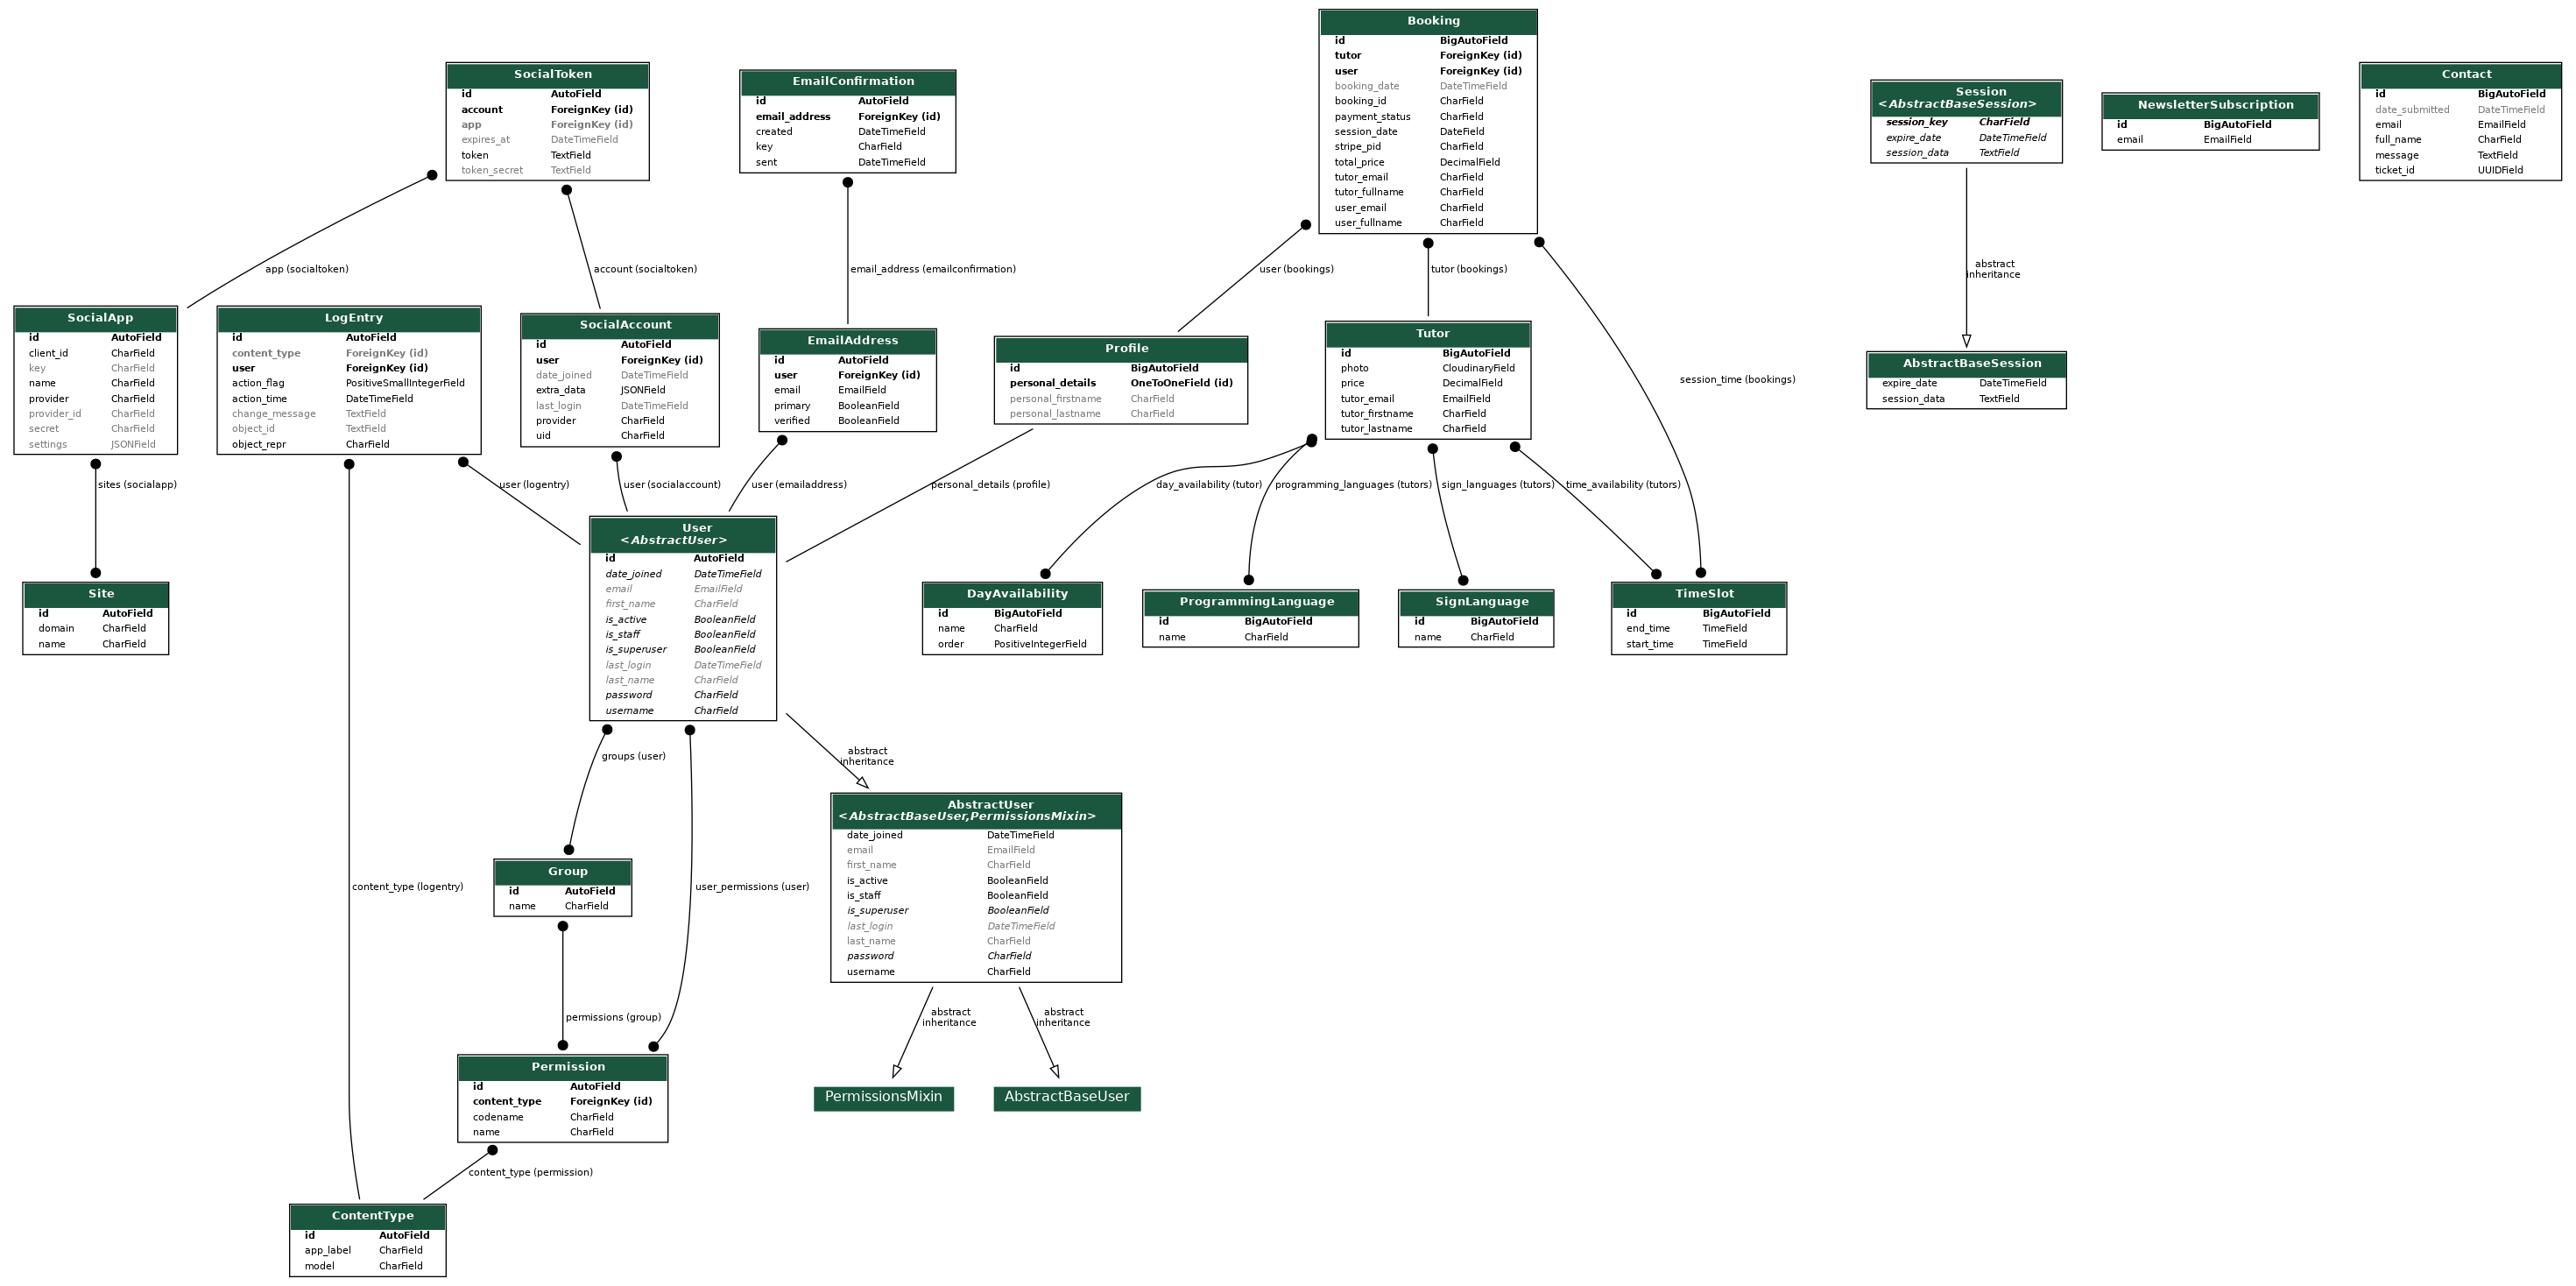 Booking
id BigAutoField
tutor ForeignKey (id)
user ForeignKey (id)
booking_date DateTimeField
booking_id CharField
payment_status CharField
session_date DateField
stripe_pid CharField
total_price DecimalField
tutor_email CharField
tutor_fullname CharField
user_email CharField
user_fullname CharField
SocialToken
id AutoField
account ForeignKey (id)
app ForeignKey (id)
expires_at DateTimeField
token TextField
token_secret TextField
EmailConfirmation
id AutoField
email_address ForeignKey (id)
created DateTimeField
key CharField
sent DateTimeField
Session
<AbstractBaseSession>
session_key CharField
expire_date DateTimeField
session_data TextField
NewsletterSubscription
id BigAutoField
email EmailField
Contact
id BigAutoField
date_submitted DateTimeField
email EmailField
full_name CharField
message TextField
ticket_id UUIDField
app (socialtoken)
account (socialtoken)
email_address (emailconfirmation)
user (bookings)
tutor (bookings)
abstract
inheritance
session_time (bookings)
SocialApp
id AutoField
client_id CharField
key CharField
name CharField
provider CharField
provider_id CharField
secret CharField
settings JSONField
LogEntry
id AutoField
content_type ForeignKey (id)
user ForeignKey (id)
action_flag PositiveSmallIntegerField
action_time DateTimeField
change_message TextField
object_id TextField
object_repr CharField
SocialAccount
id AutoField
user ForeignKey (id)
date_joined DateTimeField
extra_data JSONField
last_login DateTimeField
provider CharField
uid CharField
EmailAddress
id AutoField
user ForeignKey (id)
email EmailField
primary BooleanField
verified BooleanField
Profile
id BigAutoField
personal_details OneToOneField (id)
personal_firstname CharField
personal_lastname CharField
Tutor
id BigAutoField
photo CloudinaryField
price DecimalField
tutor_email EmailField
tutor_firstname CharField
tutor_lastname CharField
AbstractBaseSession
expire_date DateTimeField
session_data TextField
sites (socialapp)
user (logentry)
user (socialaccount)
user (emailaddress)
personal_details (profile)
day_availability (tutor)
programming_languages (tutors)
sign_languages (tutors)
time_availability (tutors)
Site
id AutoField
domain CharField
name CharField
User
<AbstractUser>
id AutoField
date_joined DateTimeField
email EmailField
first_name CharField
is_active BooleanField
is_staff BooleanField
is_superuser BooleanField
last_login DateTimeField
last_name CharField
password CharField
username CharField
DayAvailability
id BigAutoField
name CharField
order PositiveIntegerField
ProgrammingLanguage
id BigAutoField
name CharField
SignLanguage
id BigAutoField
name CharField
TimeSlot
id BigAutoField
end_time TimeField
start_time TimeField
groups (user)
abstract
inheritance
content_type (logentry)
user_permissions (user)
Group
id AutoField
name CharField
AbstractUser
<AbstractBaseUser,PermissionsMixin>
date_joined DateTimeField
email EmailField
first_name CharField
is_active BooleanField
is_staff BooleanField
is_superuser BooleanField
last_login DateTimeField
last_name CharField
password CharField
username CharField
permissions (group)
abstract
inheritance
abstract
inheritance
Permission
id AutoField
content_type ForeignKey (id)
codename CharField
name CharField
PermissionsMixin
AbstractBaseUser
content_type (permission)
ContentType
id AutoField
app_label CharField
model CharField